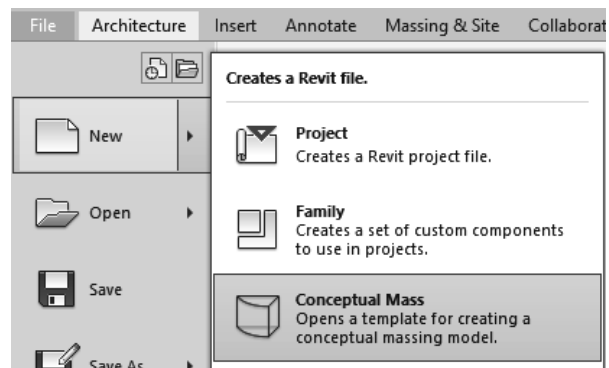 File Architecture Insert Annotate Massing & Site
Creates a Revit file.
New
Project
Creates a Revit project file.
Open
Family
Creates a set of custom components
to use in projects.
Save
Conceptual Mass
Opens a template for creating a
conceptual massing model.
Save As